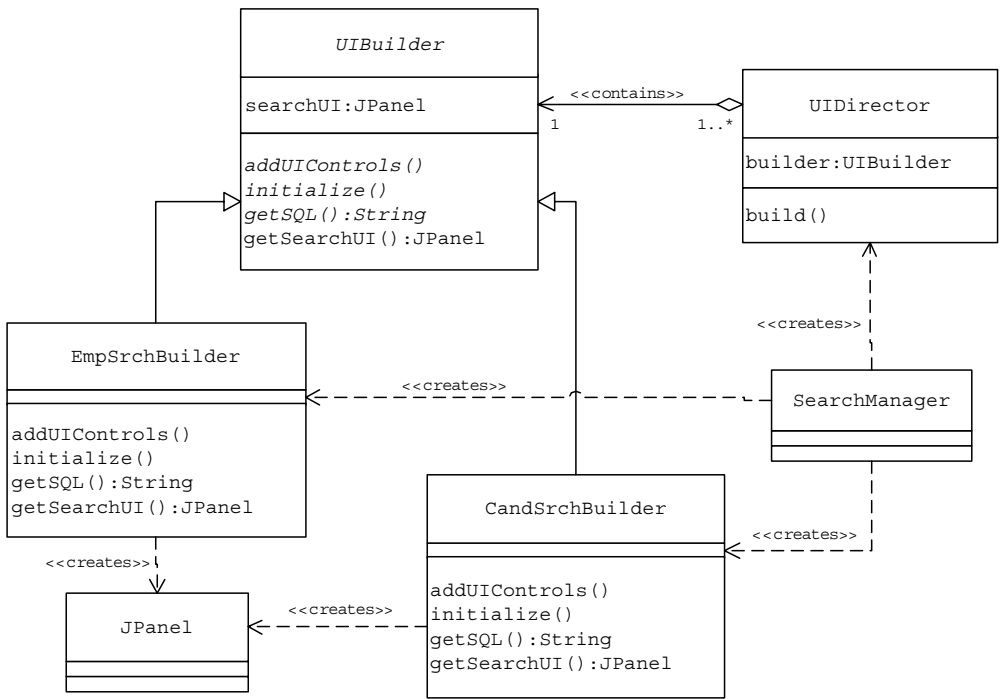 UIBuilder
searchUI:JPanel
addUIControls()
initialize()
getSQL():String
getSearchUI():JPanel
<<contains>>
1
1..*
UIDirector
builder:UIBuilder
build()
<<creates>>
EmpSrchBuilder
addUIControls()
initialize()
getSQL():String
getSearchUI():JPanel
<<creates>>
SearchManager
CandSrchBuilder
addUIControls()
initialize()
getSQL():String
getSearchUI():JPanel
<<creates>>
<<creates>>
JPanel
<<creates>>